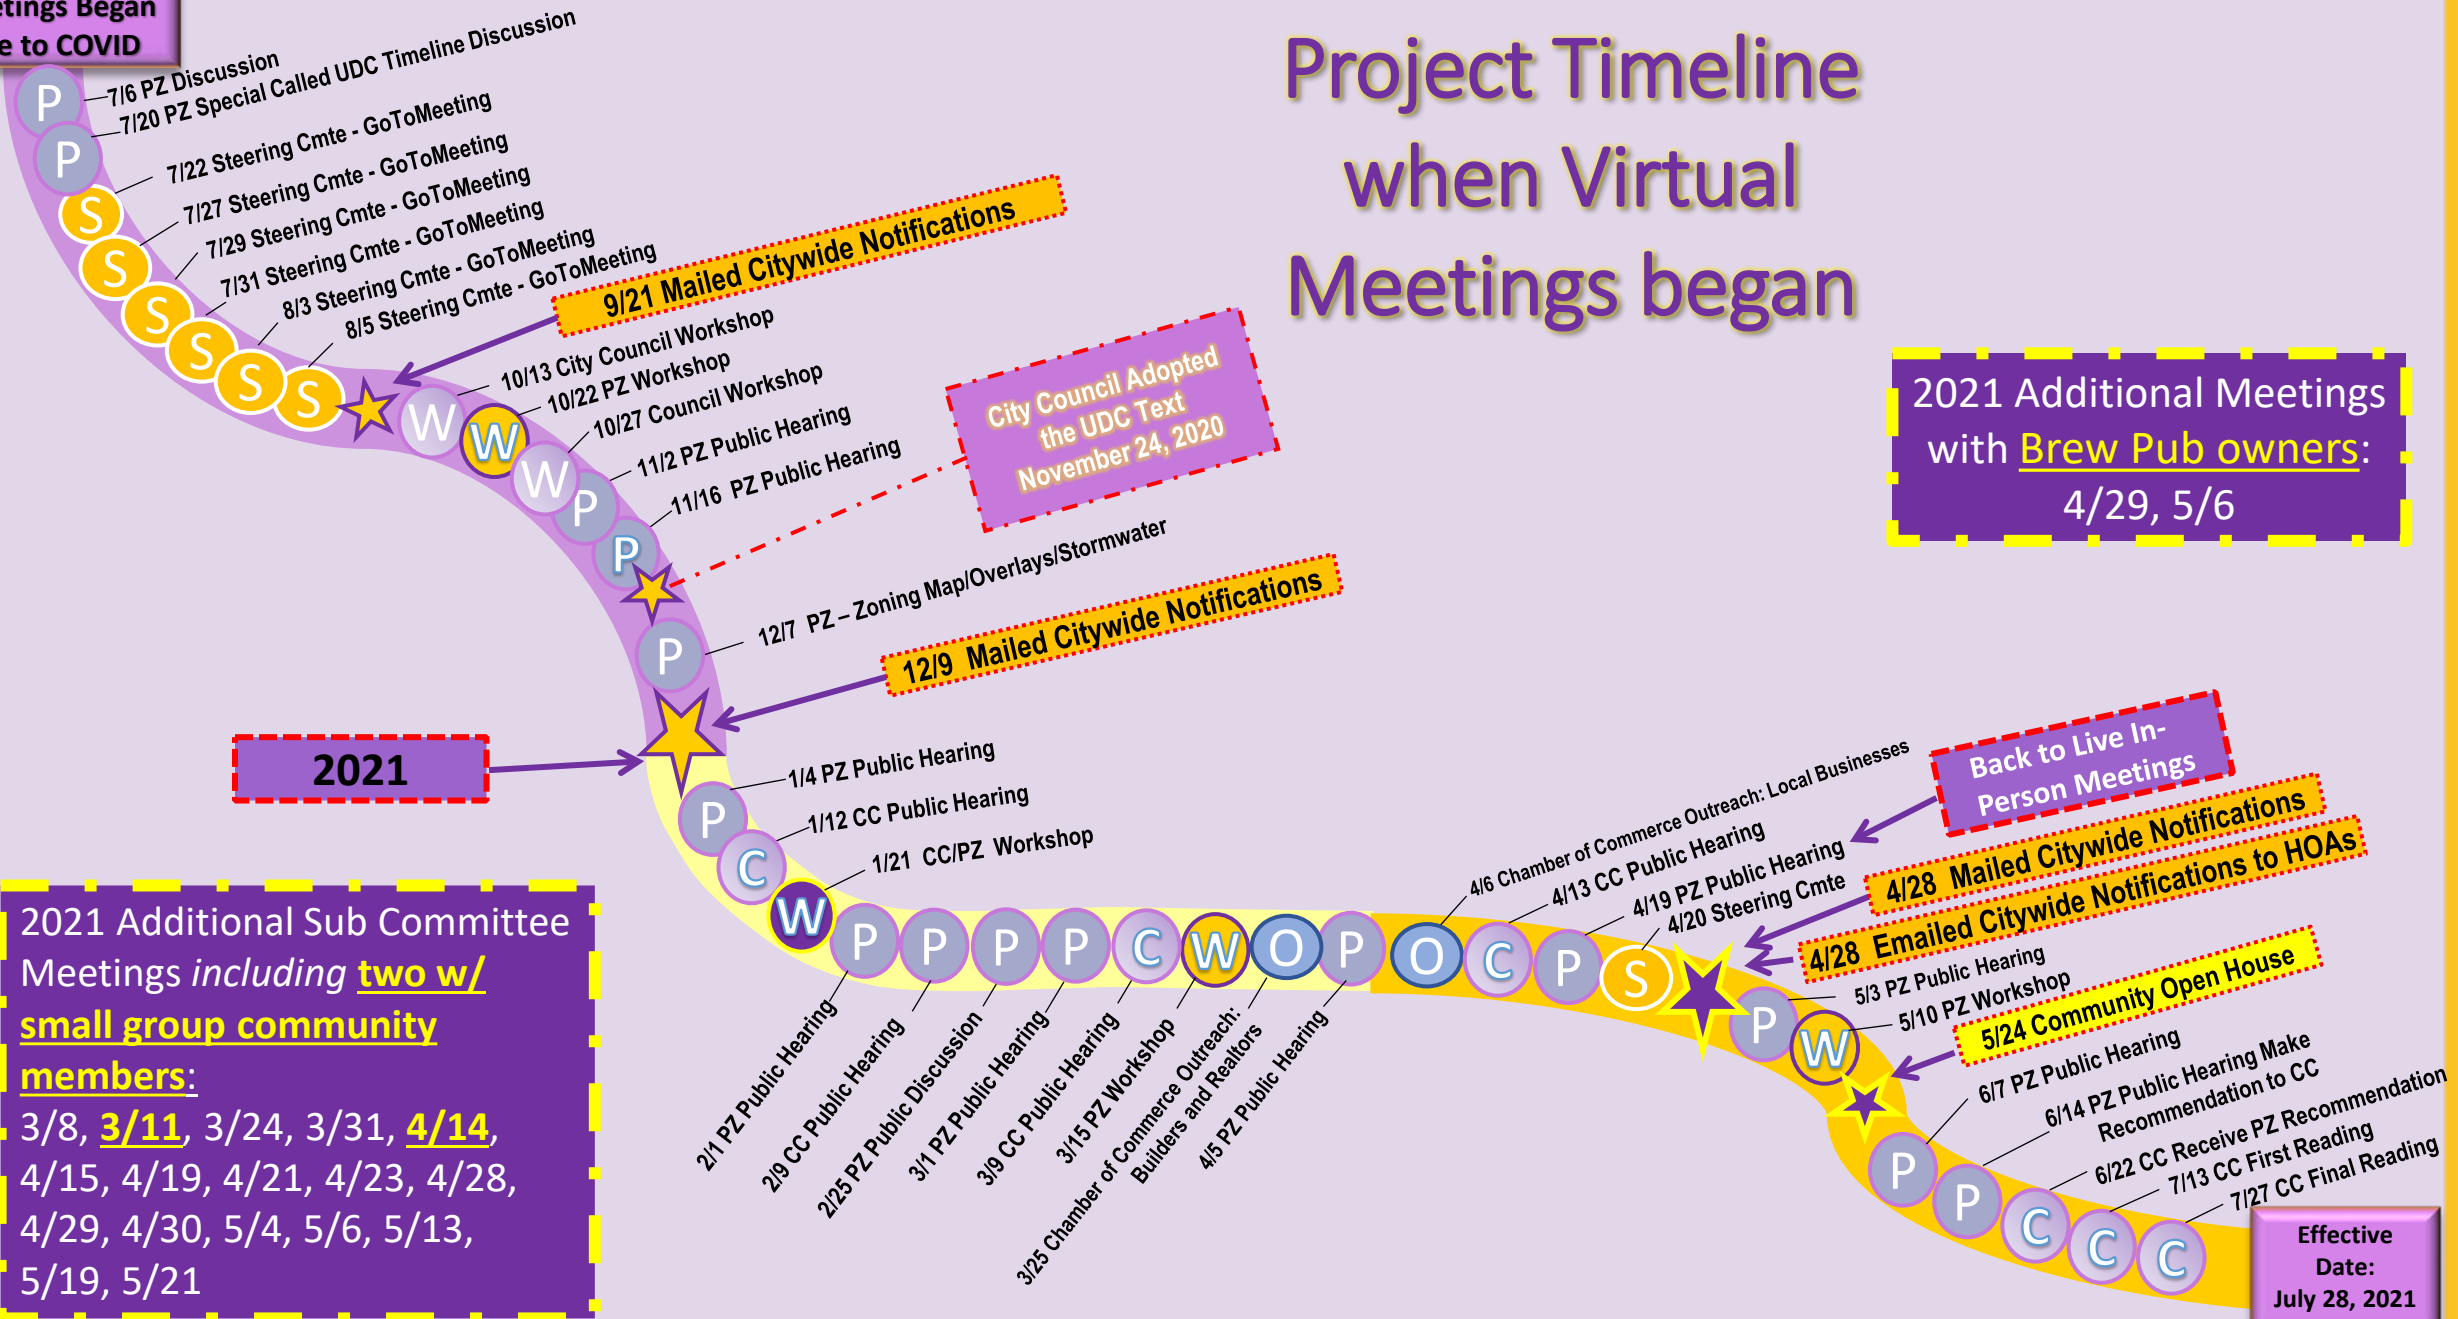 etings Began
e to COVID
Project Timeline
when Virtual
Meetings began
P
7/6 PZ Discussion
P
7/20 PZ Special Called UDC Timeline Discussion
S
7/22 Steering Cmte - GoToMeeting
S
7/27 Steering Cmte - GoToMeeting
S
7/29 Steering Cmte - GoToMeeting
S
7/31 Steering Cmte - GoToMeeting
S
8/3 Steering Cmte - GoToMeeting
S
8/5 Steering Cmte - GoToMeeting
9/21 Mailed Citywide Notifications
W
10/13 City Council Workshop
W
10/22 PZ Workshop
W
10/27 Council Workshop
P
11/2 PZ Public Hearing
P
11/16 PZ Public Hearing
City Council Adopted
the UDC Text
November 24, 2020
P
12/7 PZ – Zoning Map/Overlays/Stormwater
12/9 Mailed Citywide Notifications
2021 Additional Meetings
with Brew Pub owners:
4/29, 5/6
2021
P
1/4 PZ Public Hearing
C
1/12 CC Public Hearing
W
1/21 CC/PZ Workshop
P
2/1 PZ Public Hearing
P
2/9 CC Public Hearing
P
2/25 PZ Public Discussion
P
3/1 PZ Public Hearing
C
3/9 CC Public Hearing
W
3/15 PZ Workshop
O
3/25 Chamber of Commerce Outreach:
Builders and Realtors
P
4/5 PZ Public Hearing
O
4/6 Chamber of Commerce Outreach: Local Businesses
C
4/13 CC Public Hearing
P
4/19 PZ Public Hearing
Back to Live In-
Person Meetings
S
4/20 Steering Cmte
4/28 Mailed Citywide Notifications
4/28 Emailed Citywide Notifications to HOAs
P
5/3 PZ Public Hearing
W
5/10 PZ Workshop
5/24 Community Open House
P
6/7 PZ Public Hearing
P
6/14 PZ Public Hearing Make
Recommendation to CC
C
6/22 CC Receive PZ Recommendation
C
7/13 CC First Reading
C
7/27 CC Final Reading
Effective
Date:
July 28, 2021
2021 Additional Sub Committee
Meetings including two w/
small group community
members:
3/8, 3/11, 3/24, 3/31, 4/14,
4/15, 4/19, 4/21, 4/23, 4/28,
4/29, 4/30, 5/4, 5/6, 5/13,
5/19, 5/21